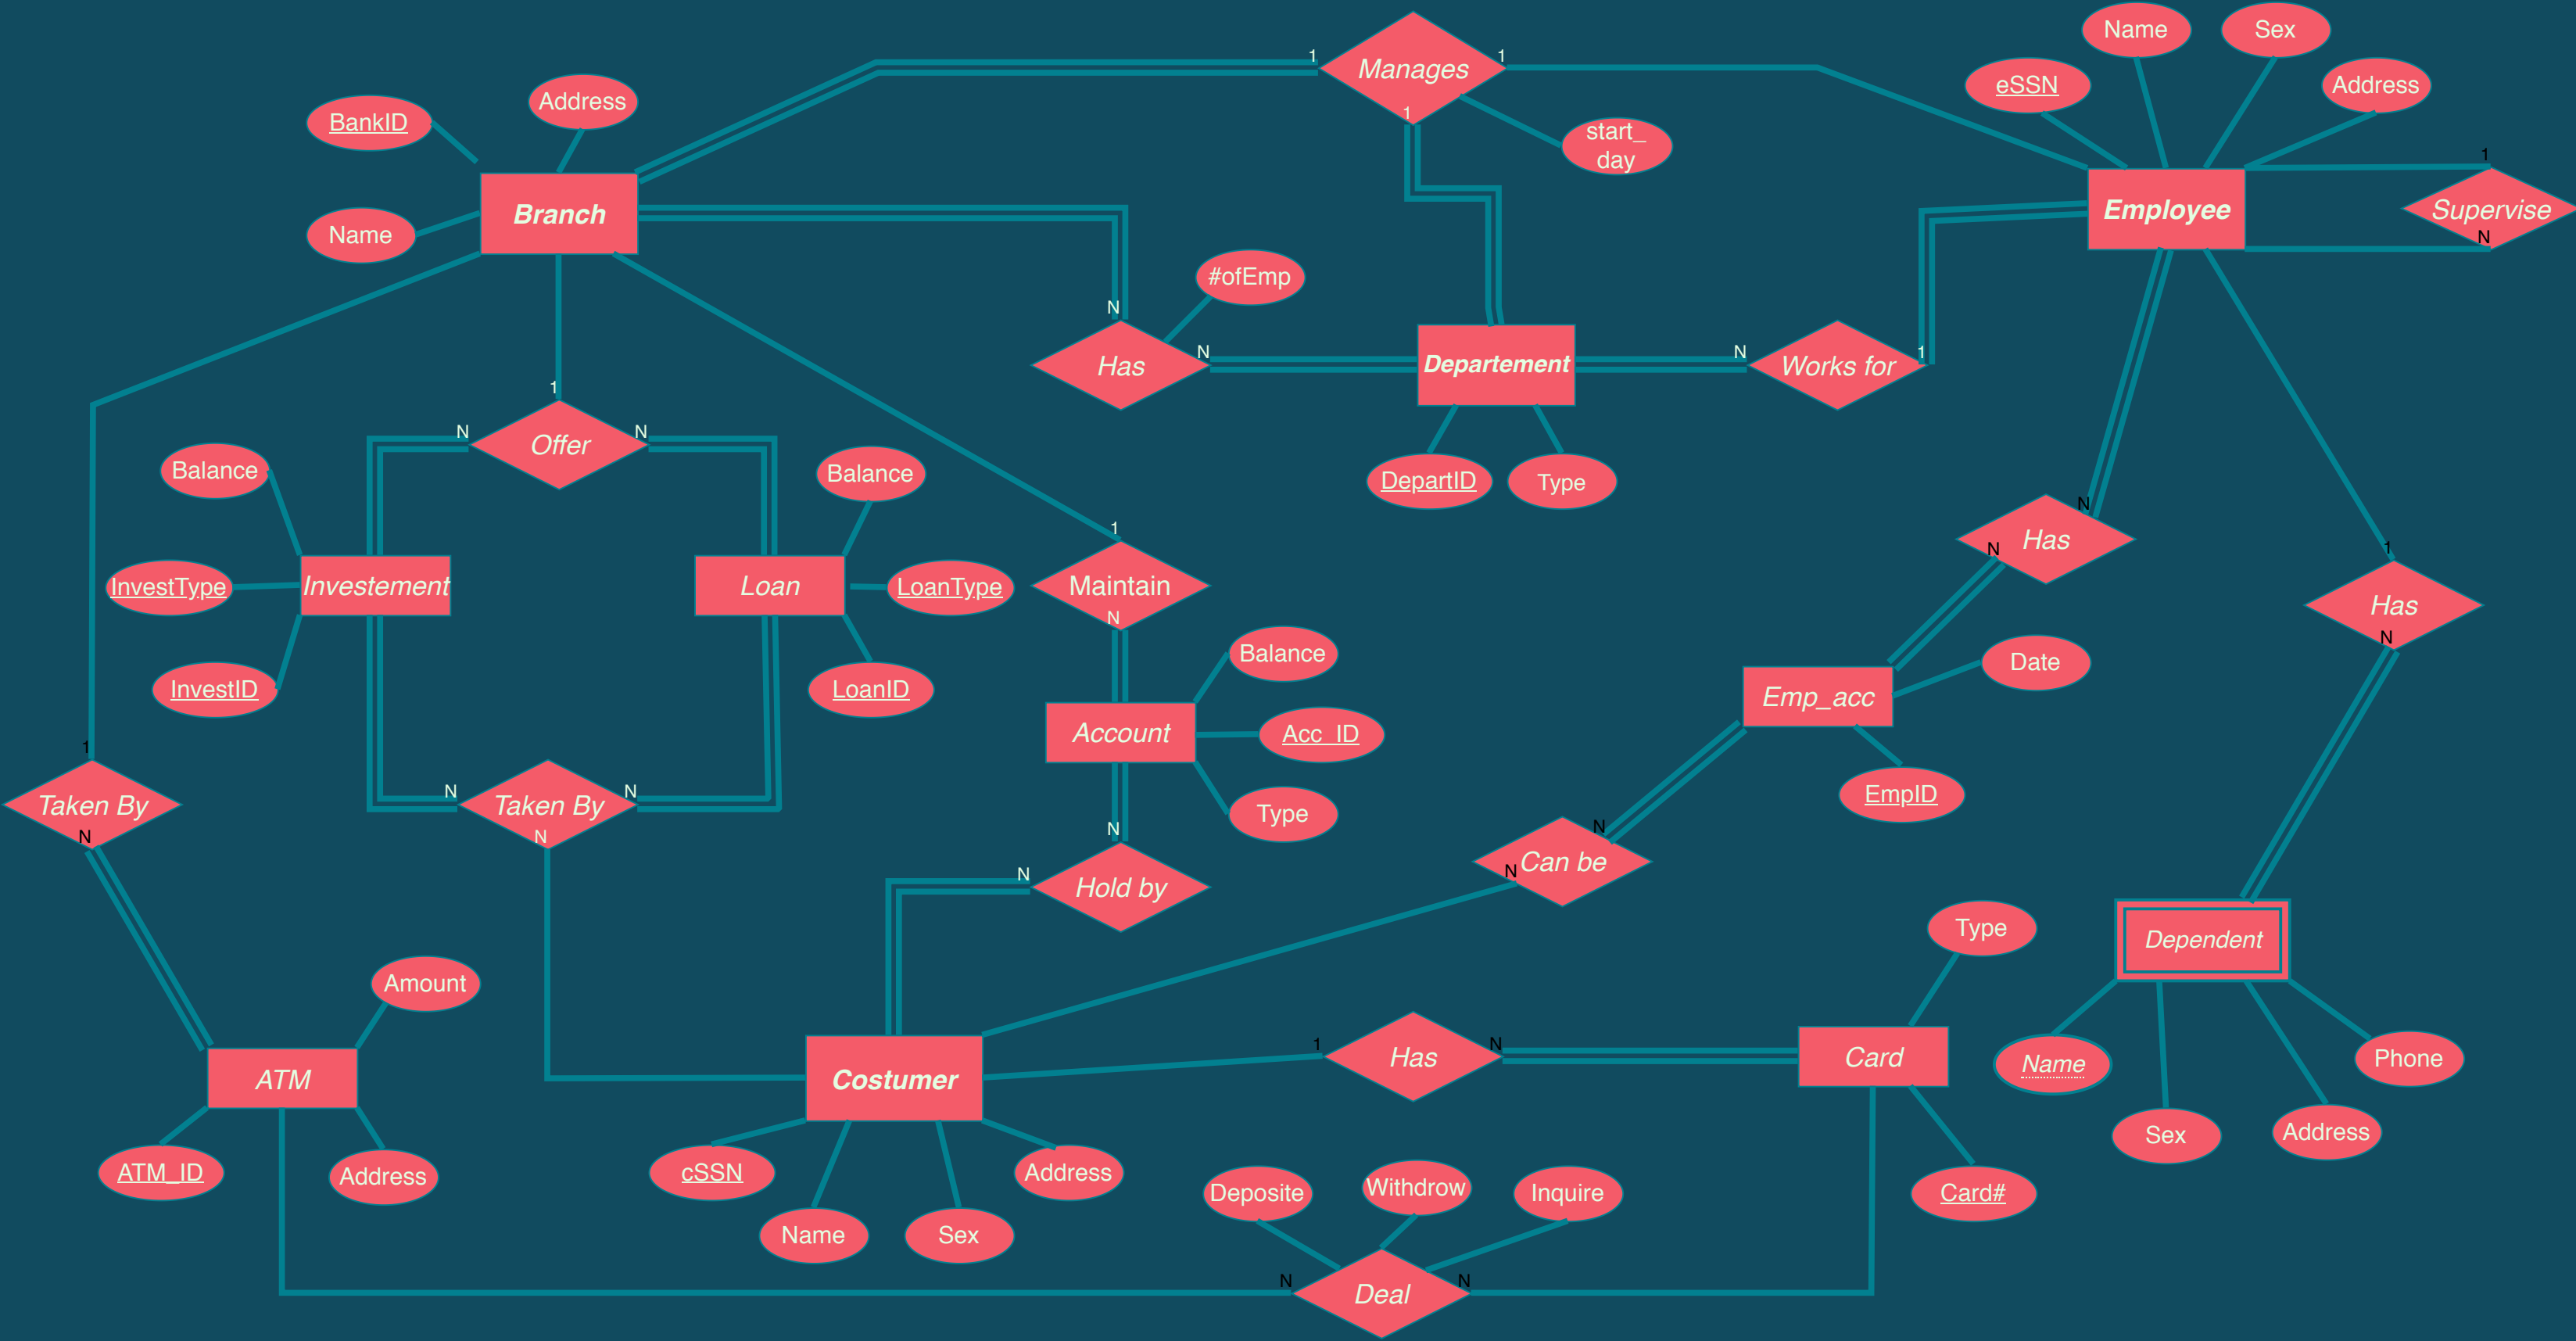 Name
Sex
1
Manages
1
eSSN
Address
BankID
Address
1
start_
day
1
Branch
Employee
Supervise
Name
N
#ofEmp
N
Has
N
Departement
N
Works for
1
1
N
Offer
N
Balance
Balance
DepartID
Type
1
N
Has
N
1
InvestType
Investement
Loan
LoanType
Maintain
Has
N
N
InvestID
LoanID
Balance
Date
Emp_acc
Acc_ID
Account
1
Taken By
N
N
Taken By
N
N
Type
EmpID
N
N
Can be
N
N
Hold by
Type
Dependent
Amount
ATM
Costumer
1
Has
N
Card
Name
Phone
ATM_ID
Address
cSSN
Address
Sex
Address
Name
Sex
Deposite
Withdrow
Inquire
Card#
N
Deal
N